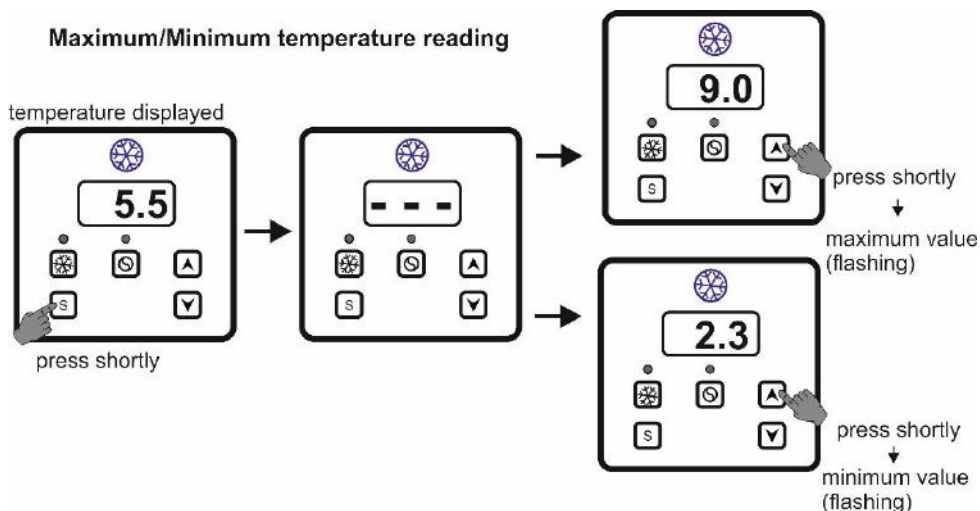 Maximum/Minimum temperature reading
temperature displayed
5.5
S
press shortly
- - -
S
9.0
S
press shortly
maximum value
(flashing)
2.3
S
press shortly
minimum value
(flashing)